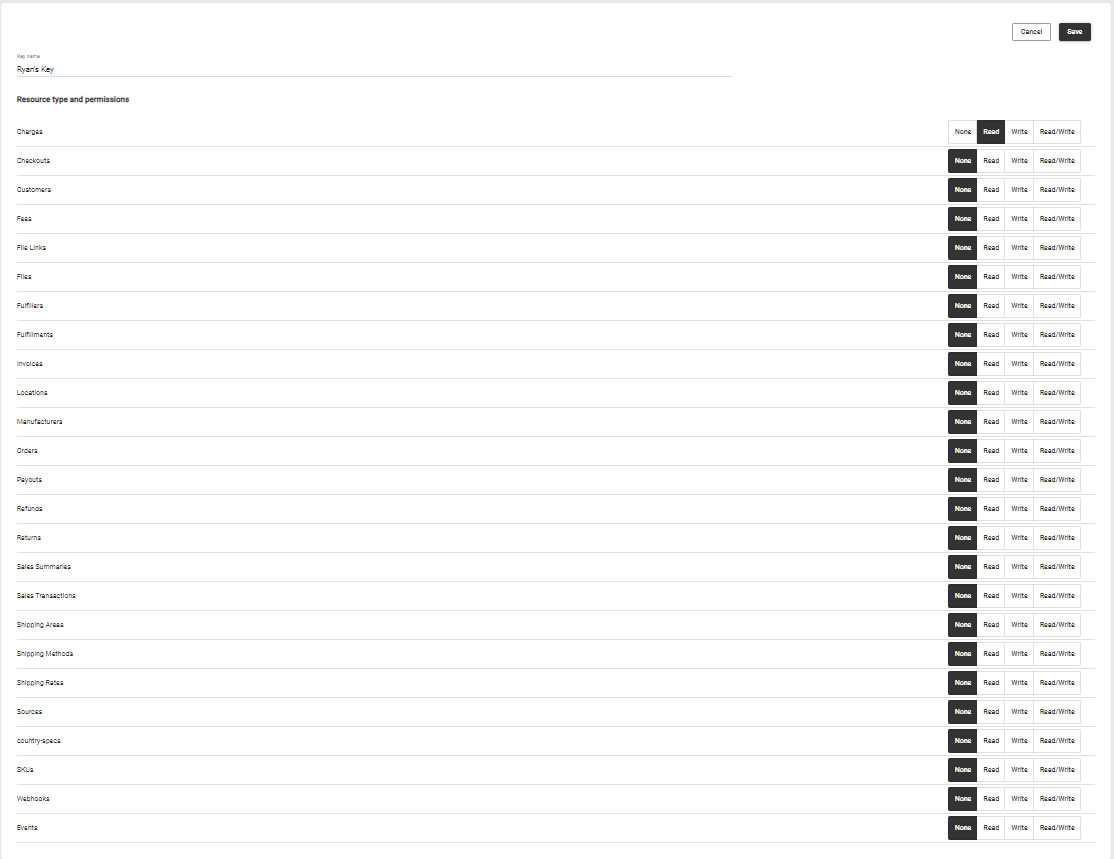 Cancel Save
Key name
Ryan's Key
Resource type and permissions
Charges None Read Write Read/Write
Checkouts None Read Write Read/Write
Customers None Read Write Read/Write
Fees None Read Write Read/Write
File Links None Read Write Read/Write
Files None Read Write Read/Write
Fulfillers None Read Write Read/Write
Fulfillments None Read Write Read/Write
Invoices None Read Write Read/Write
Locations None Read Write Read/Write
Manufacturers None Read Write Read/Write
Orders None Read Write Read/Write
Payouts None Read Write Read/Write
Refunds None Read Write Read/Write
Returns None Read Write Read/Write
Sales Summaries None Read Write Read/Write
Sales Transactions None Read Write Read/Write
Shipping Areas None Read Write Read/Write
Shipping Methods None Read Write Read/Write
Shipping Rates None Read Write Read/Write
Sources None Read Write Read/Write
country-specs None Read Write Read/Write
SKUs None Read Write Read/Write
Webhooks None Read Write Read/Write
Events None Read Write Read/Write